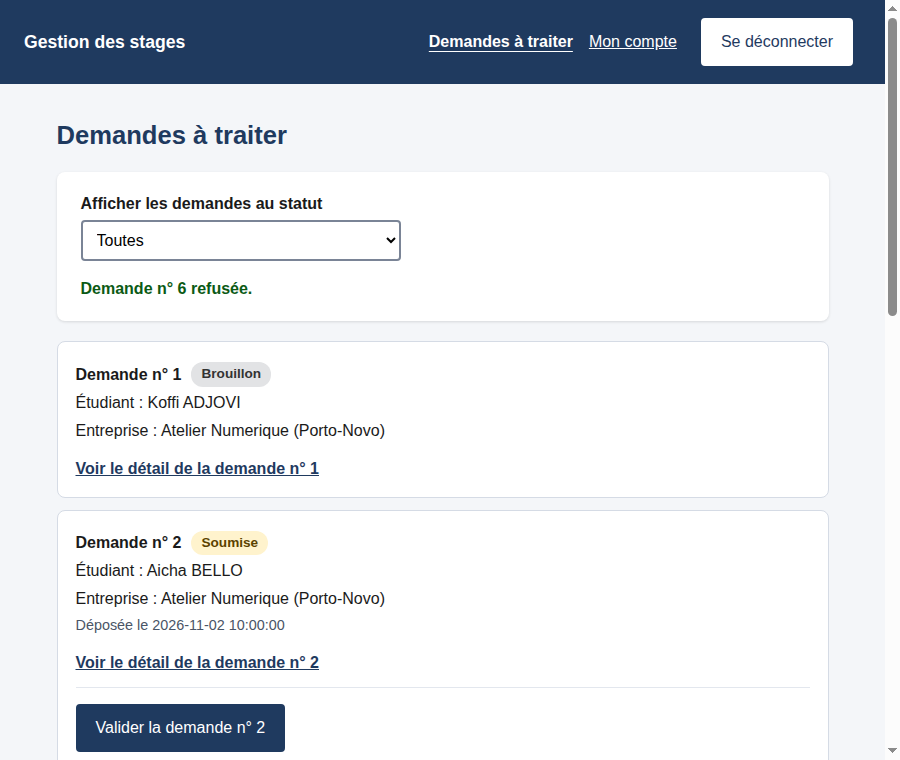 Gestion des stages
Demandes à traiter
Mon compte
Se déconnecter
Demandes à traiter
Afficher les demandes au statut
Toutes
Demande n° 6 refusée.
Demande n° 1 Brouillon
Étudiant : Koffi ADJOVI
Entreprise : Atelier Numerique (Porto-Novo)
Voir le détail de la demande n° 1
Demande n° 2 Soumise
Étudiant : Aicha BELLO
Entreprise : Atelier Numerique (Porto-Novo)
Déposée le 2026-11-02 10:00:00
Voir le détail de la demande n° 2
Valider la demande n° 2